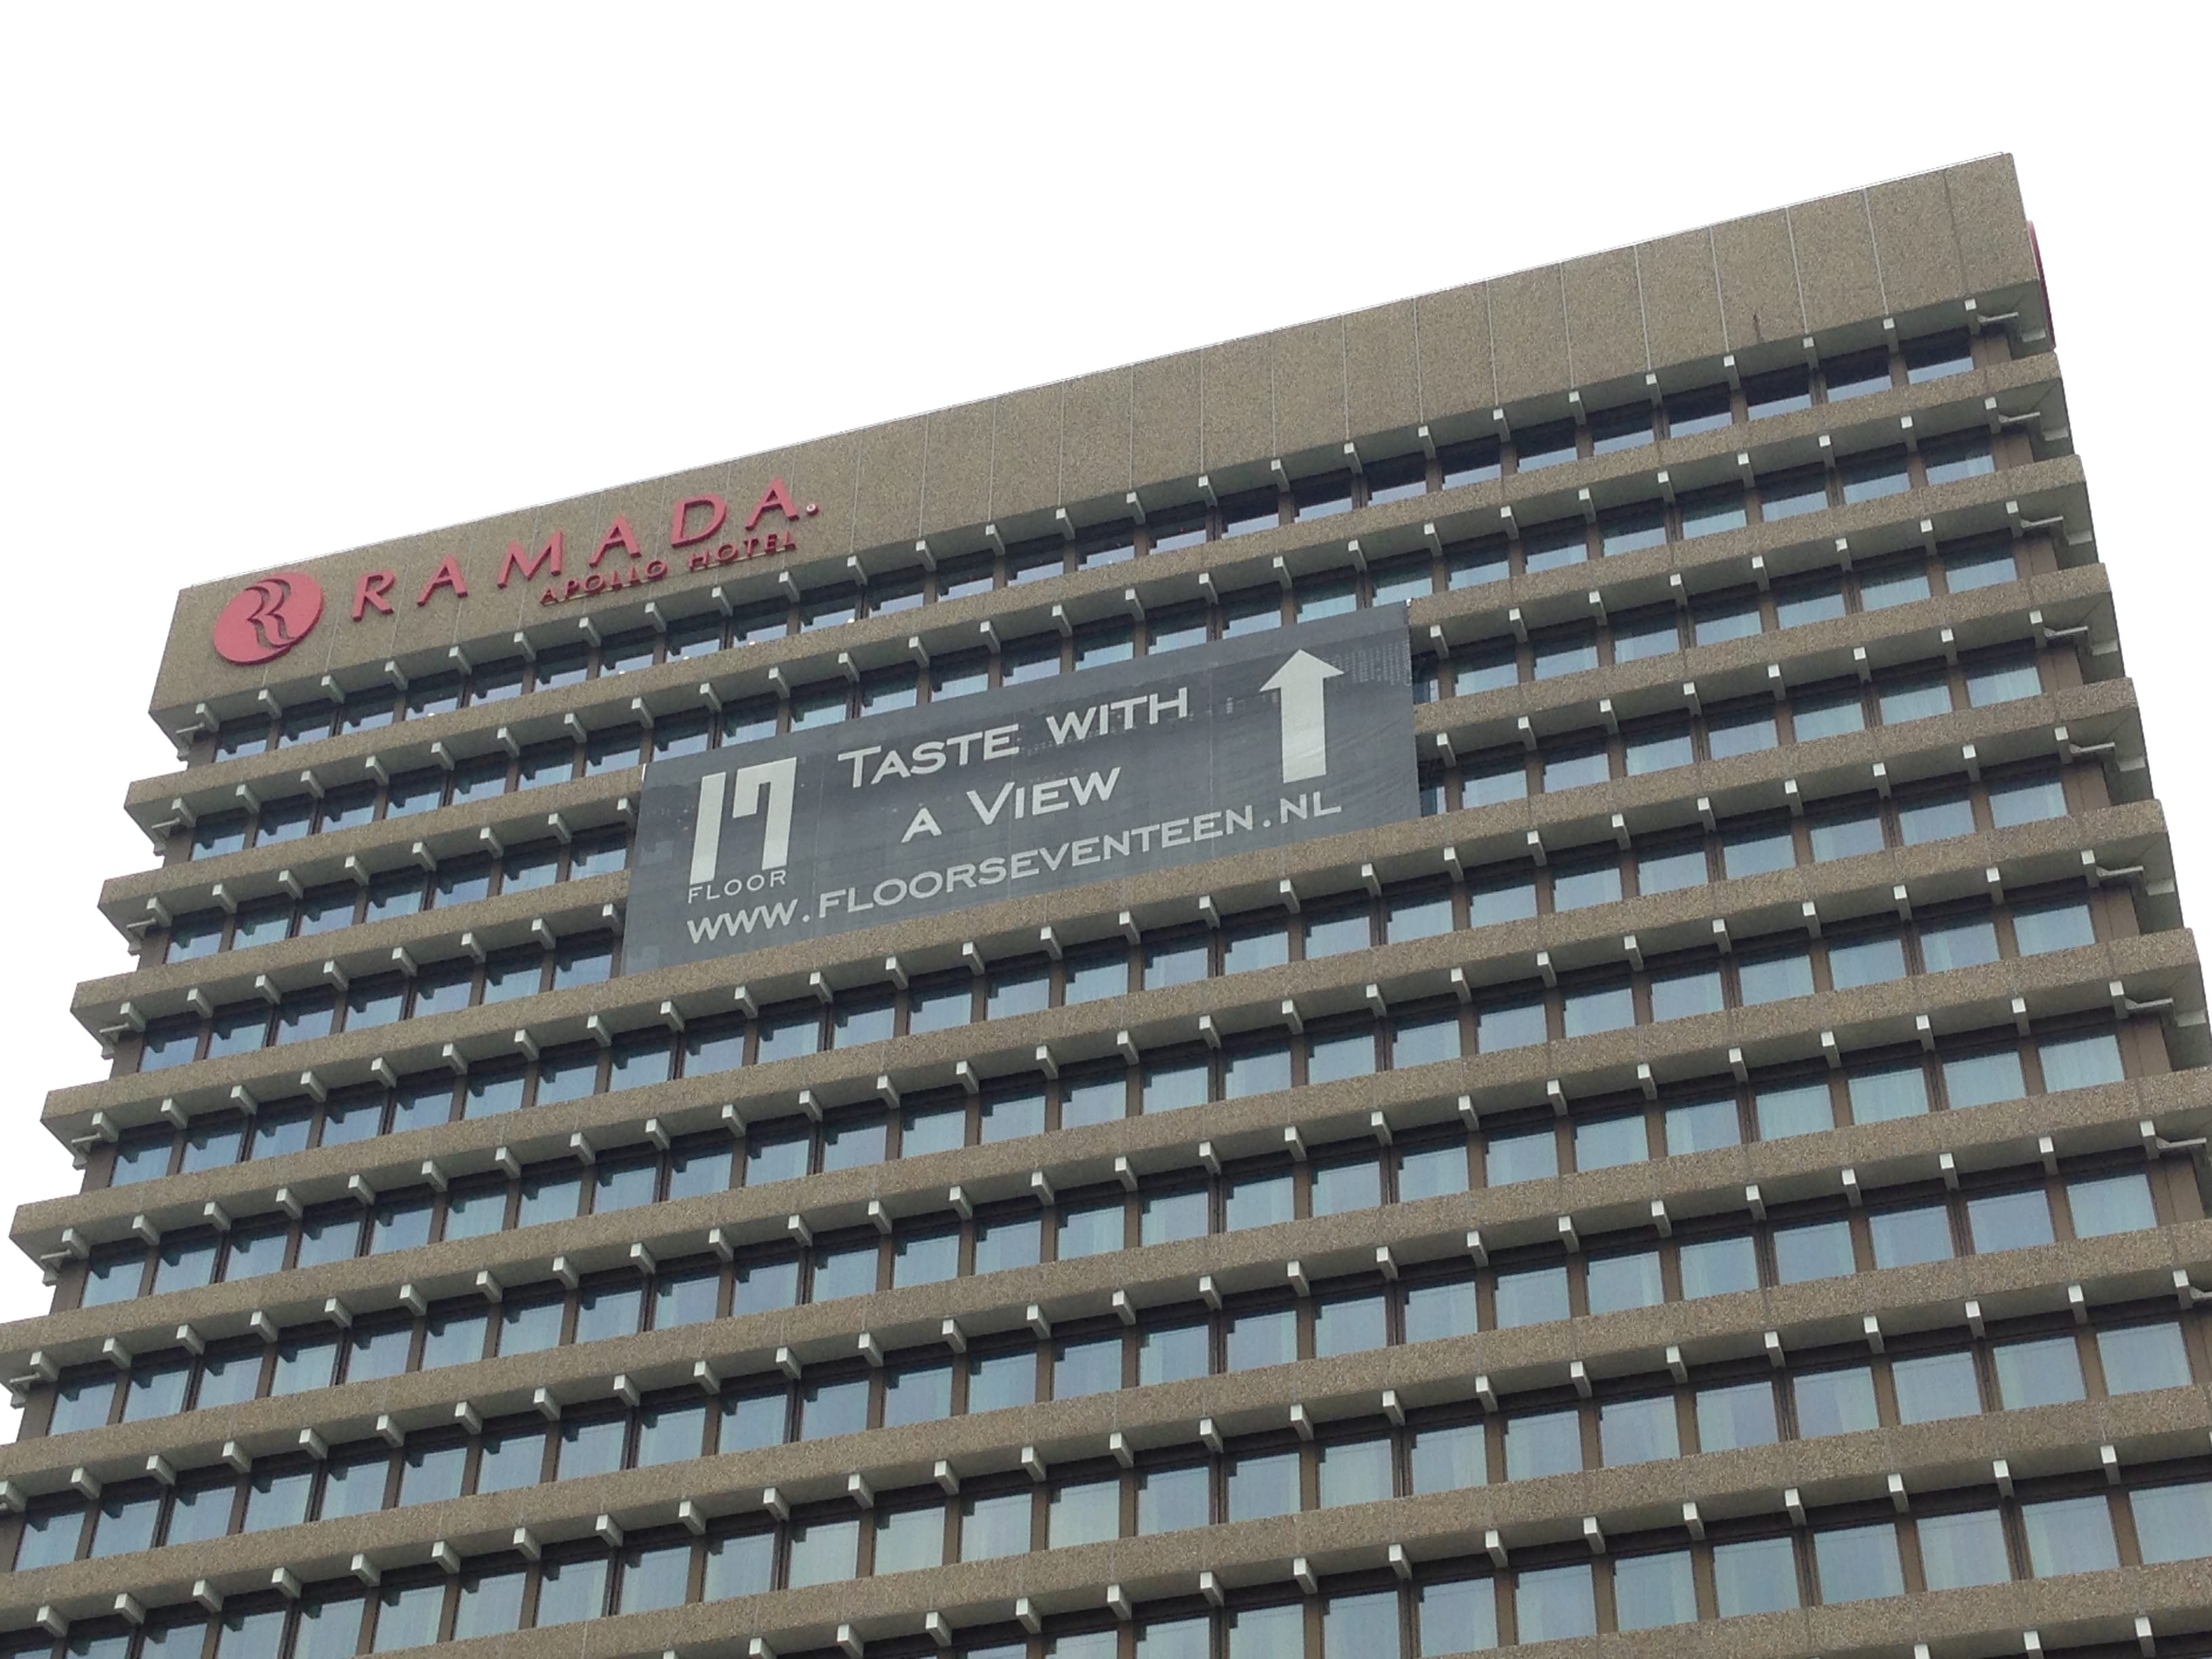 RAMADA.
APOLLO HOTEL
17
FLOOR
TASTE WITH
A VIEW
WWW.FLOORSEVENTEEN.NL